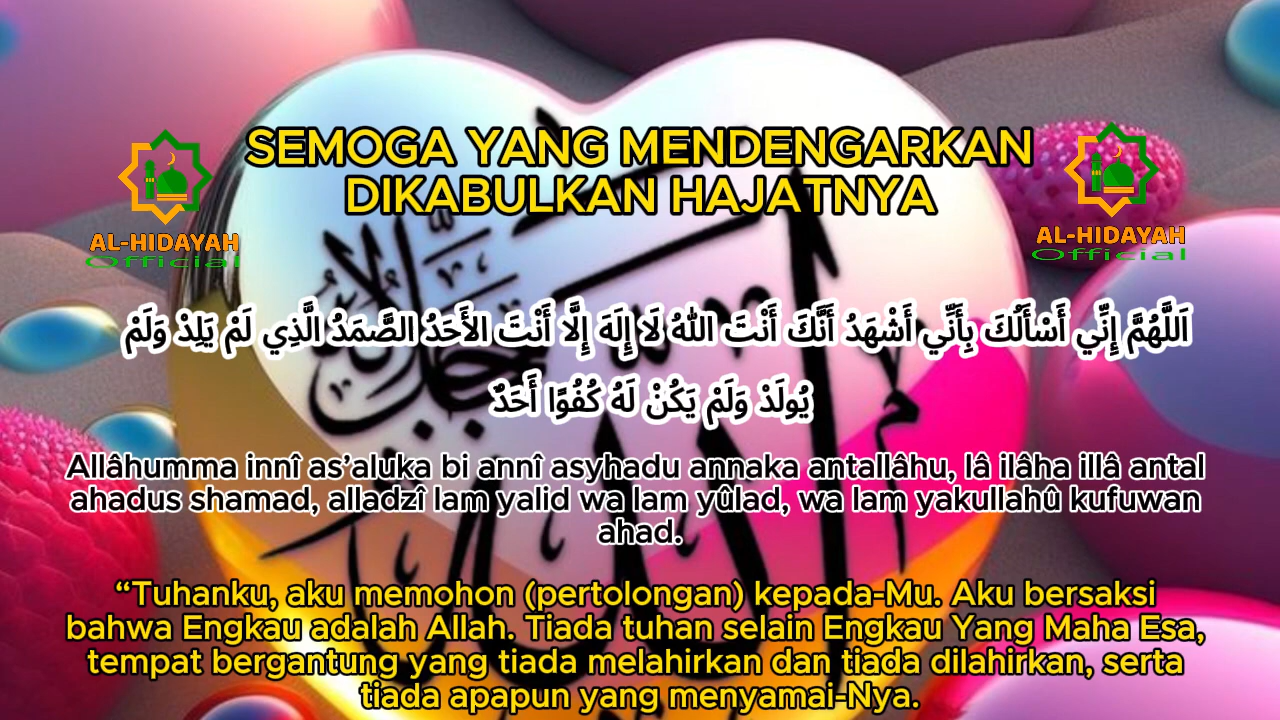 SEMOGA YANG MENDENGARKAN
DIKABULKAN HAJATNYA
AL-HIDAYAH
Official
AL-HIDAYAH
Official
اَللَّهُمَّ إِنِّي أَسْأَلُكَ بِأَنِّي أَشْهَدُ أَنَّكَ أَنْتَ اللهُ لَا إِلَهَ إِلَّا أَنْتَ الأَحَدُ الصَّمَدُ الَّذِي لَمْ يَلِدْ وَلَمْ
يُولَدْ وَلَمْ يَكُنْ لَهُ كُفُوًا أَحَدٌ
Allâhumma innî as’aluka bi annî asyhadu annaka antallâhu, lâ ilâha illâ antal
ahadus shamad, alladzî lam yalid wa lam yûlad, wa lam yakullahû kufuwan
ahad.
“Tuhanku, aku memohon (pertolongan) kepada-Mu. Aku bersaksi
bahwa Engkau adalah Allah. Tiada tuhan selain Engkau Yang Maha Esa,
tempat bergantung yang tiada melahirkan dan tiada dilahirkan, serta
tiada apapun yang menyamai-Nya.